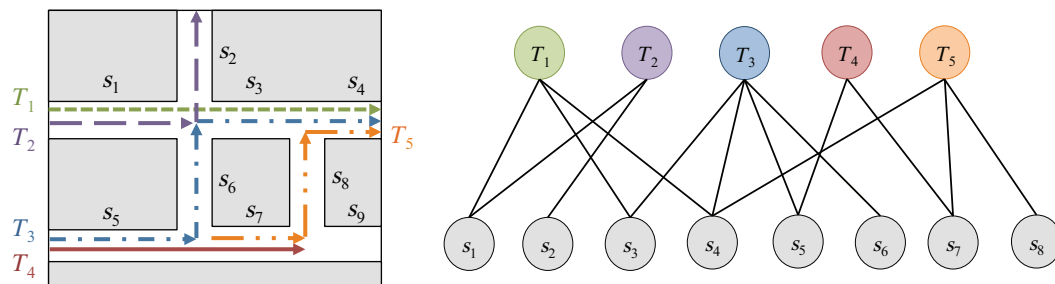 s₂
s₁ s₃ s₄
T₁
T₂
T₅
s₆ s₈
s₅ s₇ s₉
T₃
T₄
T₁ T₂ T₃ T₄ T₅
s₁ s₂ s₃ s₄ s₅ s₆ s₇ s₈